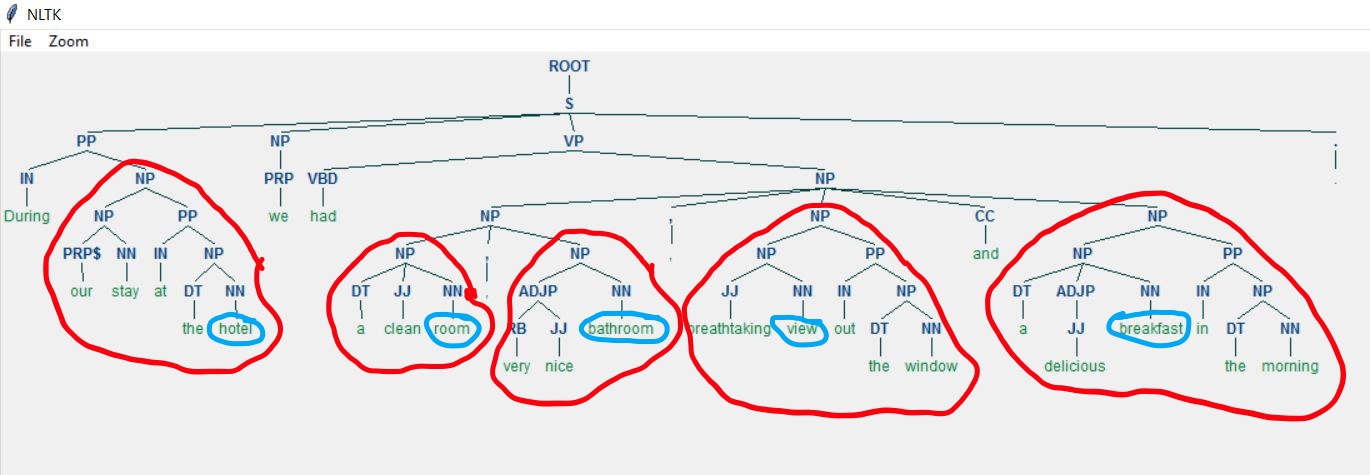 NLTK
File Zoom
ROOT
S
PP NP VP .
IN NP PRP VBD NP .
During NP PP we had NP , NP CC NP
PRP$ NN IN NP NP , NP , NP PP and NP PP
our stay at DT NN DT JJ NN , ADJP NN JJ NN IN NP DT ADJP NN IN NP
the hotel a clean room RB JJ bathroom breathtaking view out DT NN a JJ breakfast in DT NN
very nice the window delicious the morning